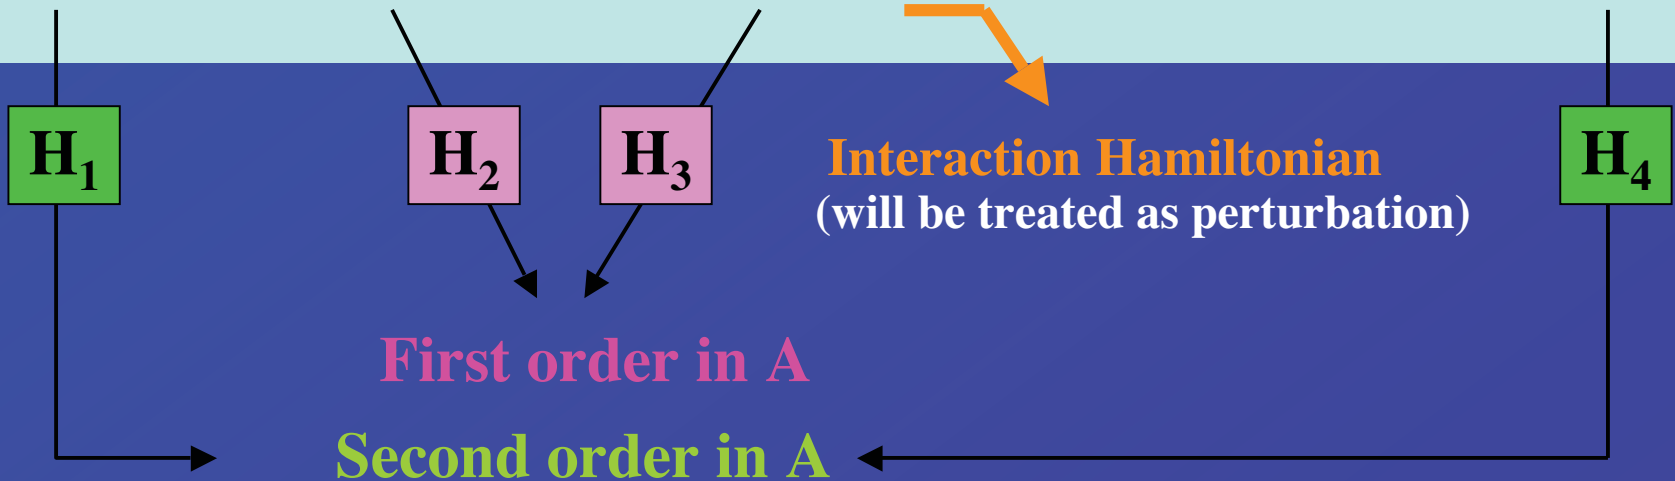 H₁
H₂
H₃
Interaction Hamiltonian
H₄
(will be treated as perturbation)
First order in A
Second order in A